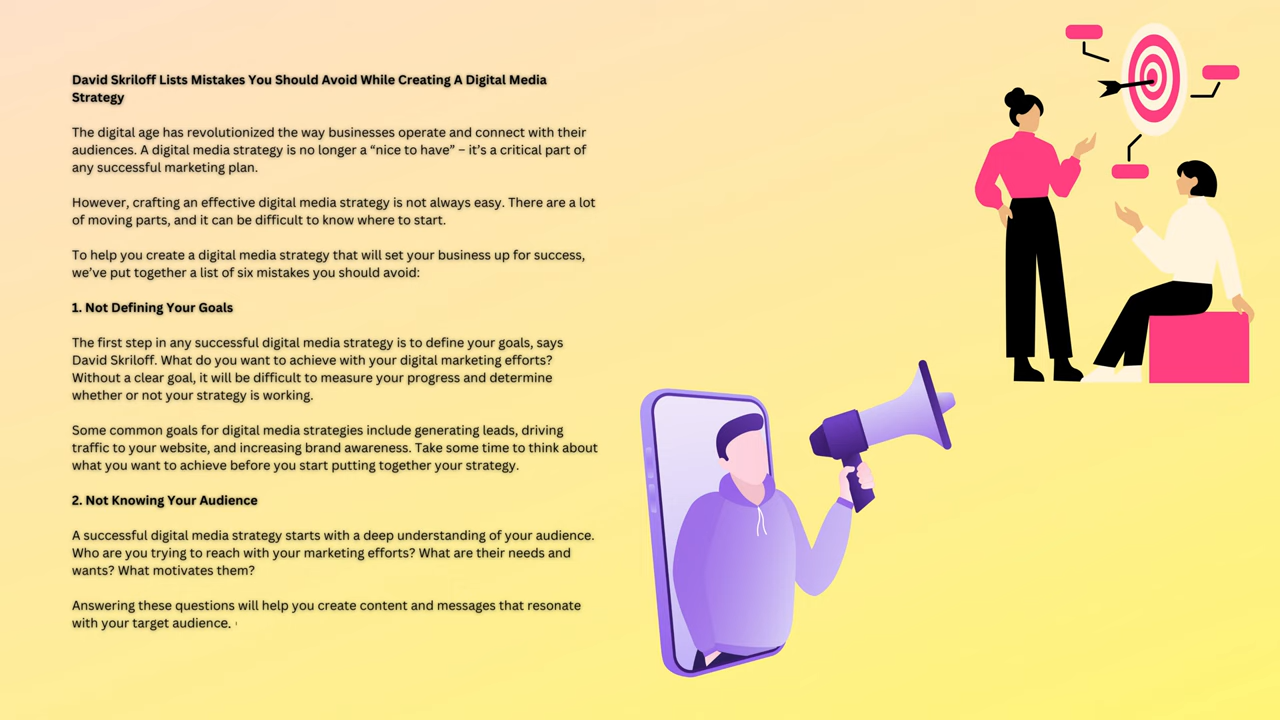 David Skriloff Lists Mistakes You Should Avoid While Creating A Digital Media
Strategy
The digital age has revolutionized the way businesses operate and connect with their
audiences. A digital media strategy is no longer a “nice to have” – it’s a critical part of
any successful marketing plan.
However, crafting an effective digital media strategy is not always easy. There are a lot
of moving parts, and it can be difficult to know where to start.
To help you create a digital media strategy that will set your business up for success,
we’ve put together a list of six mistakes you should avoid:
1. Not Defining Your Goals
The first step in any successful digital media strategy is to define your goals, says
David Skriloff. What do you want to achieve with your digital marketing efforts?
Without a clear goal, it will be difficult to measure your progress and determine
whether or not your strategy is working.
Some common goals for digital media strategies include generating leads, driving
traffic to your website, and increasing brand awareness. Take some time to think about
what you want to achieve before you start putting together your strategy.
2. Not Knowing Your Audience
A successful digital media strategy starts with a deep understanding of your audience.
Who are you trying to reach with your marketing efforts? What are their needs and
wants? What motivates them?
Answering these questions will help you create content and messages that resonate
with your target audience.